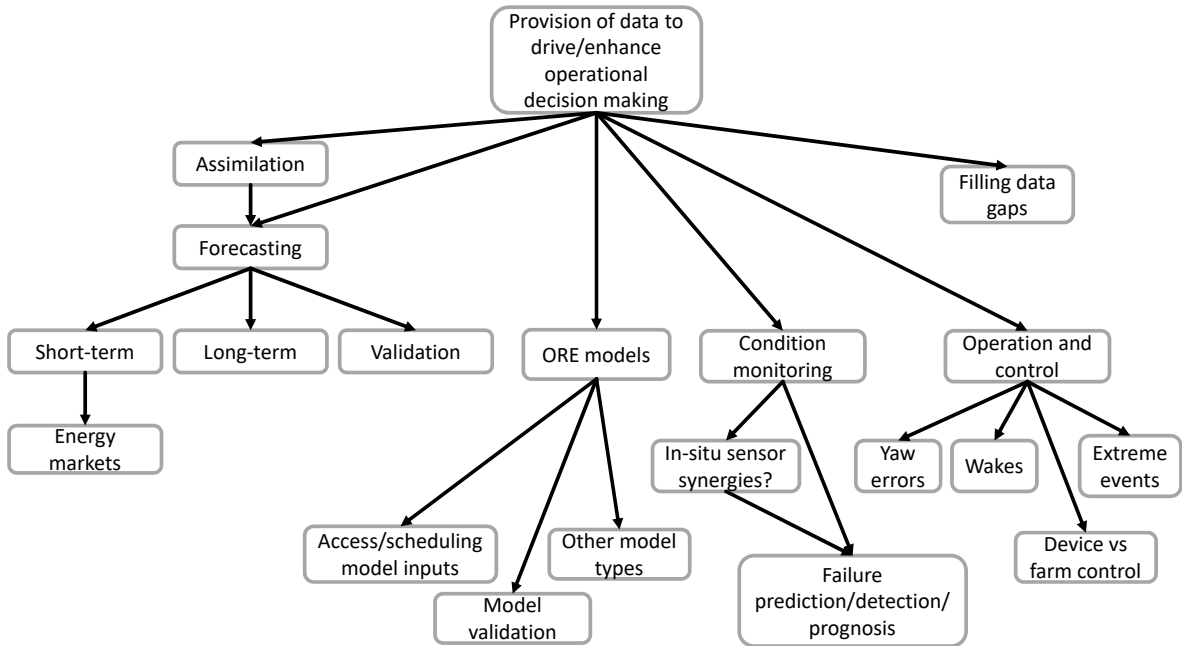 Provision of data to
drive/enhance
operational
decision making
Assimilation
Filling data
gaps
Forecasting
Short-term
Long-term
Validation
ORE models
Condition
monitoring
Operation and
control
Energy
markets
In-situ sensor
synergies?
Yaw
errors
Wakes
Extreme
events
Access/scheduling
model inputs
Other model
types
Device vs
farm control
Model
validation
Failure
prediction/detection/
prognosis